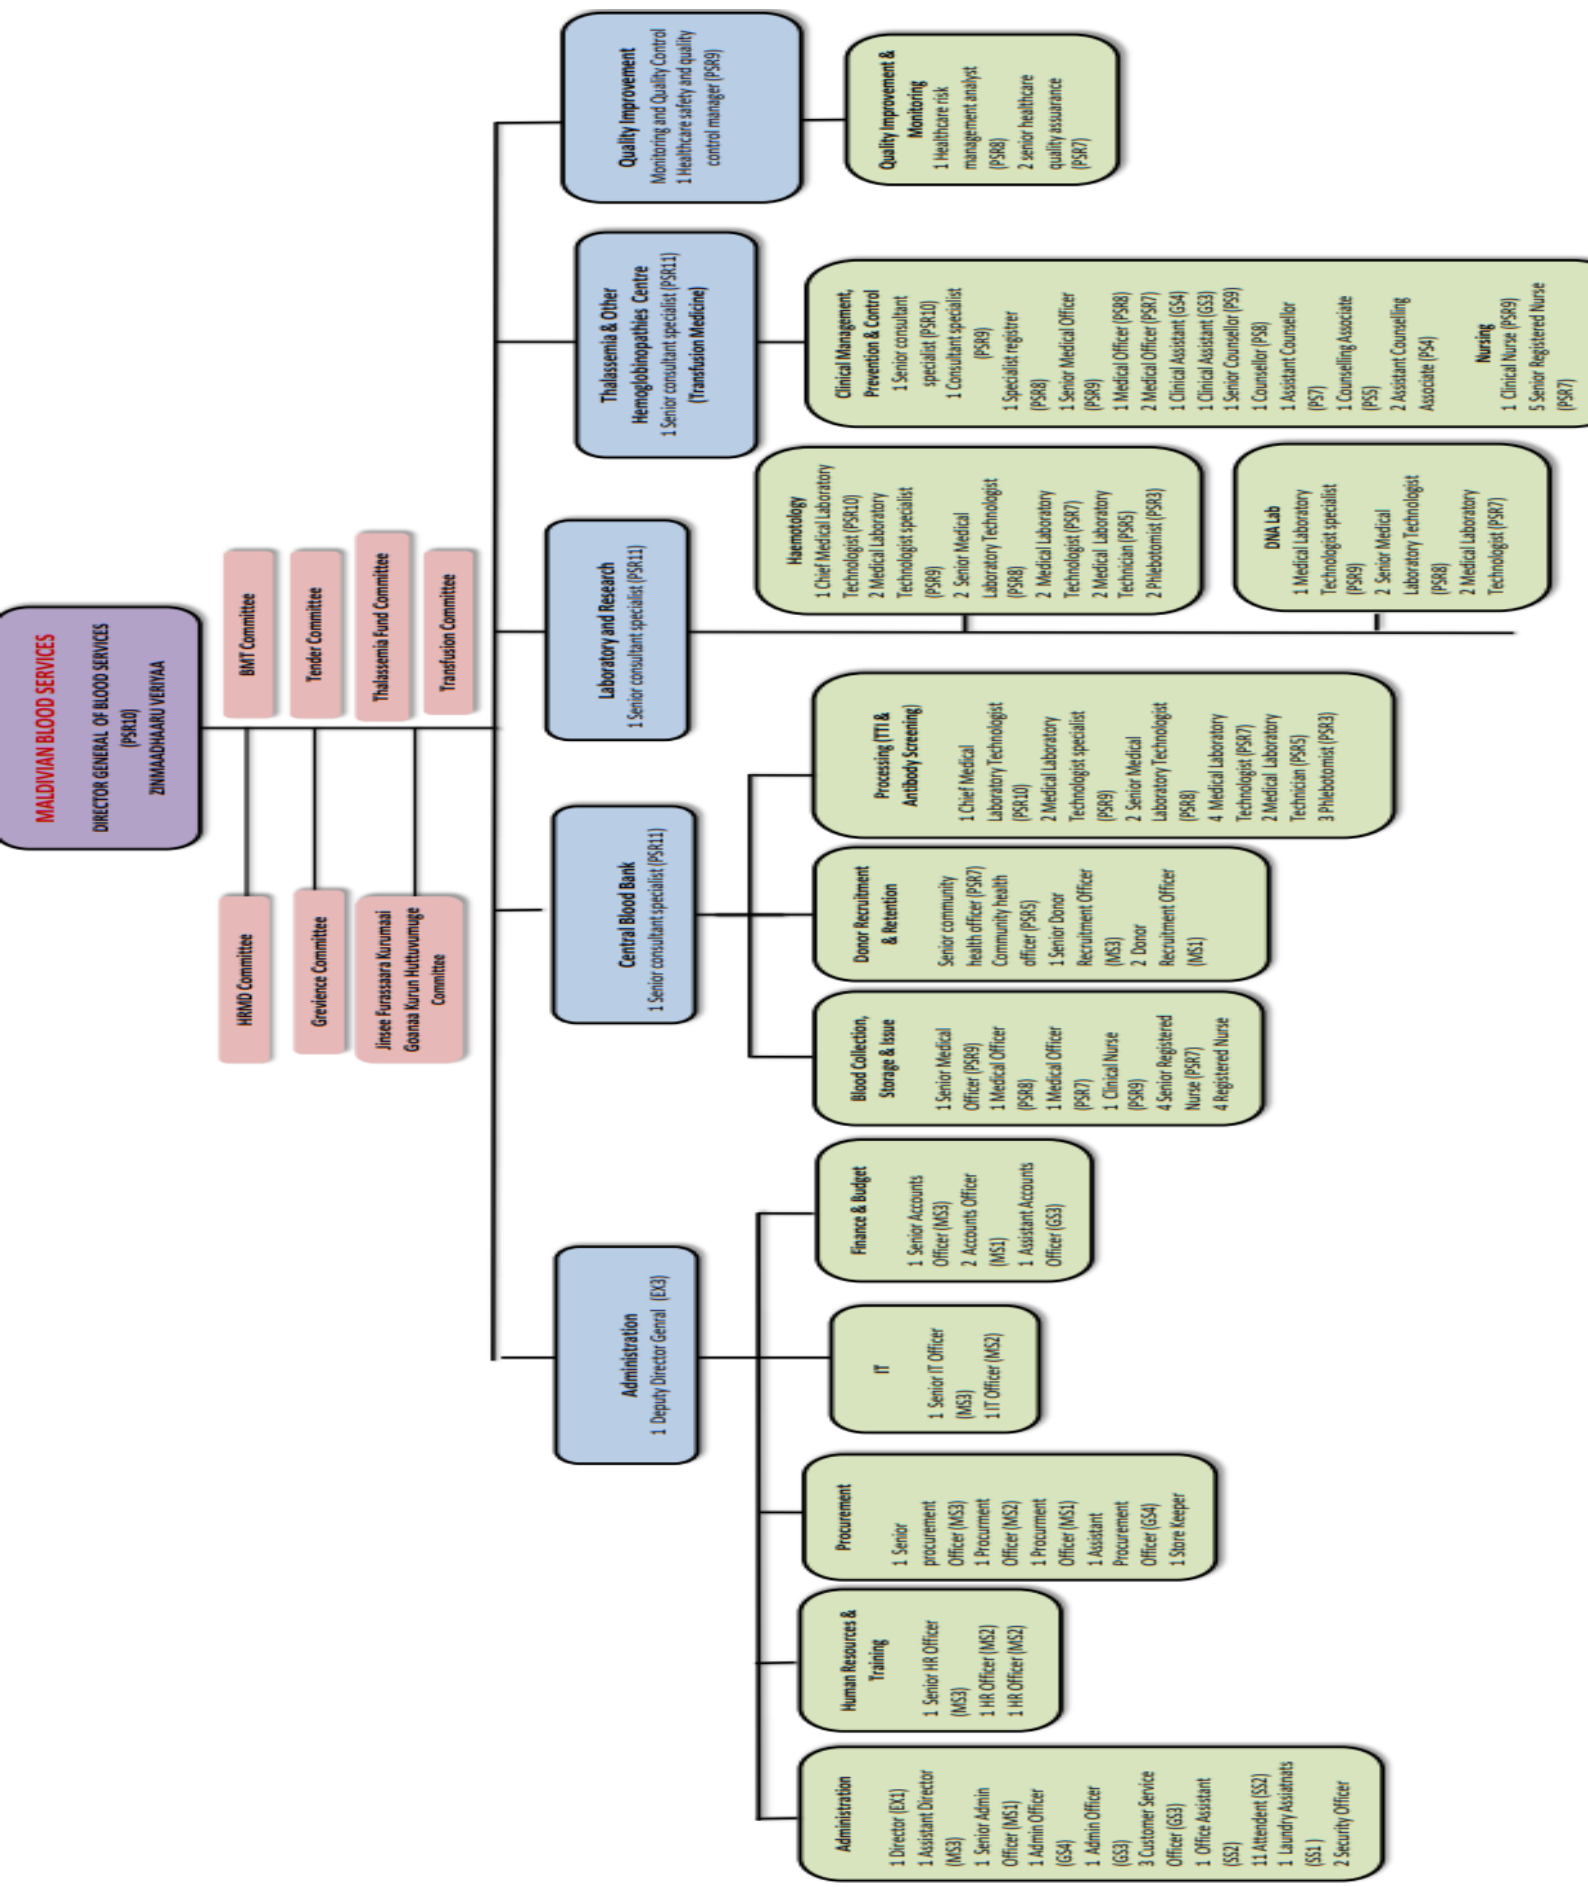 MALDIVIAN BLOOD SERVICES
DIRECTOR GENERAL OF BLOOD SERVICES
(PSR10)
ZINMAADHAARU VERIYAA
HRMD Committee
BMT Committee
Grevience Committee
Tender Committee
Jinsee Furassaara Kurumaai
Goanaa Kurun Huttuvumuge
Committee
Thalassemia Fund Committee
Transfusion Committee
Administration
1 Deputy Director Genral (EX3)
Central Blood Bank
1 Senior consultant specialist (PSR11)
Laboratory and Research
1 Senior consultant specialist (PSR11)
Thalassemia & Other
Hemoglobinopathies Centre
1 Senior consultant specialist (PSR11)
(Transfusion Medicine)
Quality Improvement
Monitoring and Quality Control
1 Healthcare safety and quality
control manager (PSR9)
Administration
1 Director (EX1)
1 Assistant Director
(MS3)
1 Senior Admin
Officer (MS1)
1 Admin Officer
(GS4)
1 Admin Officer
(GS3)
3 Customer Service
Officer (GS3)
1 Office Assistant
(SS2)
11 Attendent (SS2)
1 Laundry Assiatnats
(SS1 )
2 Security Officer
Human Resources &
Training
1 Senior HR Officer
(MS3)
1 HR Officer (MS2)
1 HR Officer (MS2)
Procurement
1 Senior
procurement
Officer (MS3)
1 Procurment
Officer (MS2)
1 Procurment
Officer (MS1)
1 Assistant
Procurement
Officer (GS4)
1 Store Keeper
IT
1 Senior IT Officer
(MS3)
1 IT Officer (MS2)
Finance & Budget
1 Senior Accounts
Officer (MS3)
2 Accounts Officer
(MS1)
1 Assistant Accounts
Officer (GS3)
Blood Collection,
Storage & Issue
1 Senior Medical
Officer (PSR9)
1 Medical Officer
(PSR8)
1 Medical Officer
(PSR7)
1 Clinical Nurse
(PSR9)
4 Senior Registered
Nurse (PSR7)
4 Registered Nurse
Donor Recruitment
& Retention
Senior community
health officer (PSR7)
Community health
officer (PSR5)
1 Senior Donor
Recruitment Officer
(MS3)
2 Donor
Recruitment Officer
(MS1)
Processing (TTI &
Antibody Screening)
1 Chief Medical
Laboratory Technologist
(PSR10)
2 Medical Laboratory
Technologist specialist
(PSR9)
2 Senior Medical
Laboratory Technologist
(PSR8)
4 Medical Laboratory
Technologist (PSR7)
2 Medical Laboratory
Technician (PSR5)
3 Phlebotomist (PSR3)
Haemotology
1 Chief Medical Laboratory
Technologist (PSR10)
2 Medical Laboratory
Technologist specialist
(PSR9)
2 Senior Medical
Laboratory Technologist
(PSR8)
2 Medical Laboratory
Technologist (PSR7)
2 Medical Laboratory
Technician (PSR5)
2 Phlebotomist (PSR3)
DNA Lab
1 Medical Laboratory
Technologist specialist
(PSR9)
2 Senior Medical
Laboratory Technologist
(PSR8)
2 Medical Laboratory
Technologist (PSR7)
Clinical Management,
Prevention & Control
1 Senior consultant
specialist (PSR10)
1 Consultant specialist
(PSR9)
1 Specialist registrer
(PSR8)
1 Senior Medical Officer
(PSR9)
1 Medical Officer (PSR8)
2 Medical Officer (PSR7)
1 Clinical Assistant (GS4)
1 Clinical Assistant (GS3)
1 Senior Counsellor (PS9)
1 Counsellor (PS8)
1 Assistant Counsellor
(PS7)
1 Counselling Associate
(PS5)
2 Assistant Counselling
Associate (PS4)
Nursing
1 Clinical Nurse (PSR9)
5 Senior Registered Nurse
(PSR7)
Quality Improvement &
Monitoring
1 Healthcare risk
management analyst
(PSR8)
2 senior healthcare
quality assuarance
(PSR7)